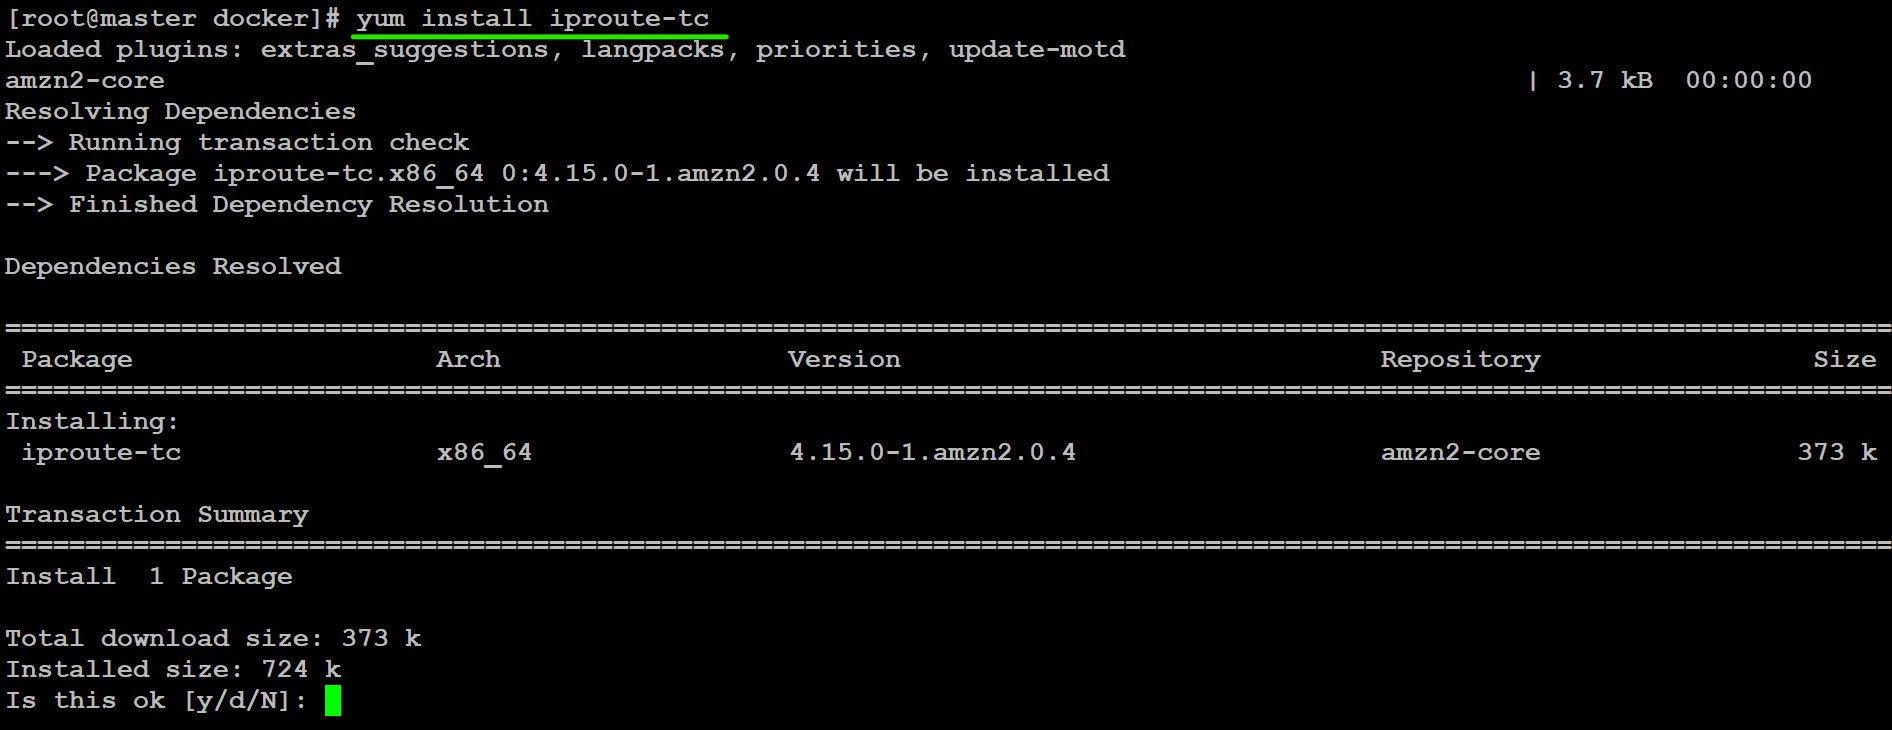 [root@master docker]# yum install iproute-tc
Loaded plugins: extras_suggestions, langpacks, priorities, update-motd
amzn2-core | 3.7 kB 00:00:00
Resolving Dependencies
--> Running transaction check
---> Package iproute-tc.x86_64 0:4.15.0-1.amzn2.0.4 will be installed
--> Finished Dependency Resolution
Dependencies Resolved
================================================================================
Package Arch Version Repository Size
================================================================================
Installing:
iproute-tc x86_64 4.15.0-1.amzn2.0.4 amzn2-core 373 k
Transaction Summary
================================================================================
Install 1 Package
Total download size: 373 k
Installed size: 724 k
Is this ok [y/d/N]: